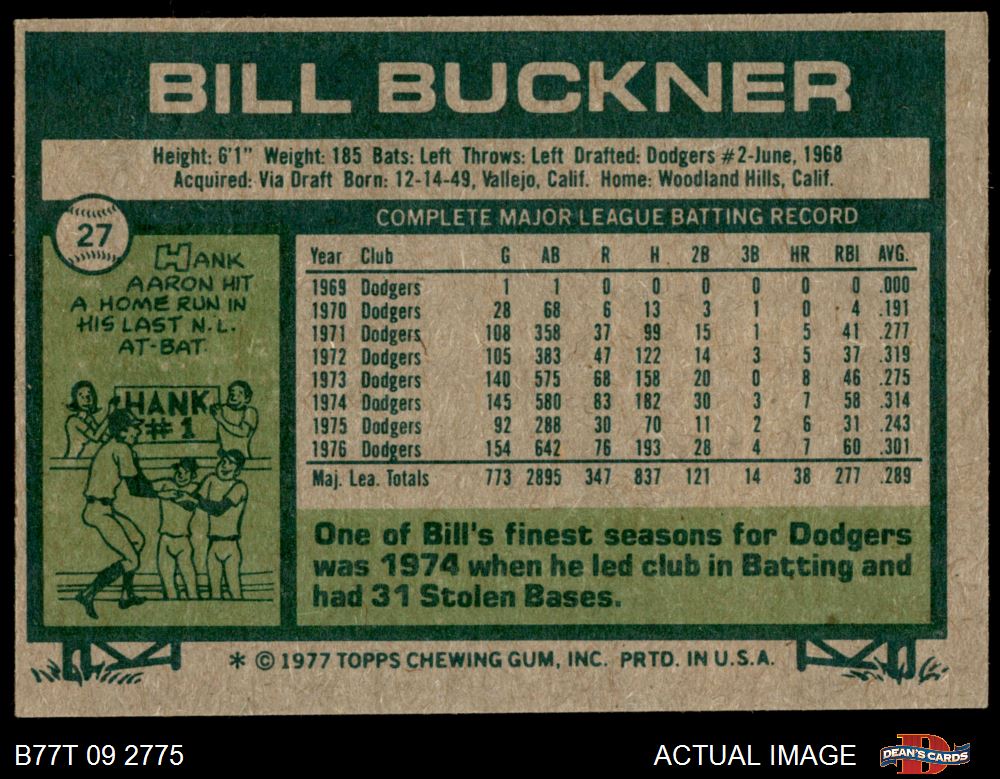 BILL BUCKNER
Height: 6'1" Weight: 185 Bats: Left Throws: Left Drafted: Dodgers #2-June, 1968
Acquired: Via Draft Born: 12-14-49, Vallejo, Calif. Home: Woodland Hills, Calif.
27
HANK
AARON HIT
A HOME RUN IN
HIS LAST N.L.
AT-BAT.
HANK
#1
COMPLETE MAJOR LEAGUE BATTING RECORD
Year Club G AB R H 2B 3B HR RBI AVG.
1969 Dodgers 1 1 0 0 0 0 0 0 .000
1970 Dodgers 28 68 6 13 3 1 0 4 .191
1971 Dodgers 108 358 37 99 15 1 5 41 .277
1972 Dodgers 105 383 47 122 14 3 5 37 .319
1973 Dodgers 140 575 68 158 20 0 8 46 .275
1974 Dodgers 145 580 83 182 30 3 7 58 .314
1975 Dodgers 92 288 30 70 11 2 6 31 .243
1976 Dodgers 154 642 76 193 28 4 7 60 .301
Maj. Lea. Totals 773 2895 347 837 121 14 38 277 .289
One of Bill's finest seasons for Dodgers
was 1974 when he led club in Batting and
had 31 Stolen Bases.
* © 1977 TOPPS CHEWING GUM, INC. PRTD. IN U.S.A.
B77T 09 2775
ACTUAL IMAGE
DEAN'S CARDS